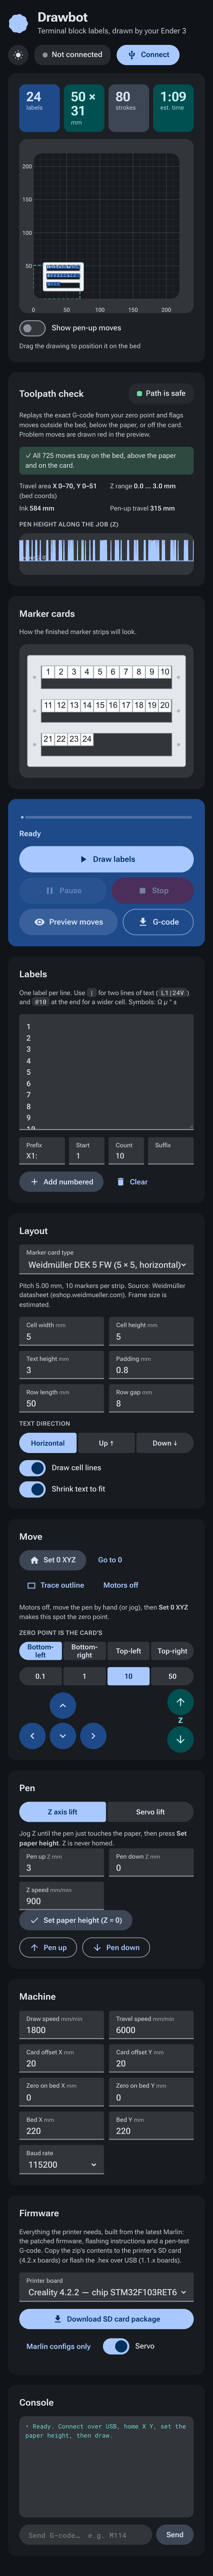 Drawbot
Terminal block labels, drawn by your Ender 3
Not connected
Connect
24
labels
50 ×
31
mm
80
strokes
1:09
est. time
200
150
100
50
0
50
100
150
200
Show pen-up moves
Drag the drawing to position it on the bed
Toolpath check
Path is safe
Replays the exact G-code from your zero point and flags
moves outside the bed, below the paper, or off the card.
Problem moves are drawn red in the preview.
✓ All 725 moves stay on the bed, above the paper
and on the card.
Travel area X 0–70, Y 0–51
(bed coords)
Z range 0.0 … 3.0 mm
Ink 584 mm
Pen-up travel 315 mm
PEN HEIGHT ALONG THE JOB (Z)
Marker cards
How the finished marker strips will look.
1 2 3 4 5 6 7 8 9 10
11 12 13 14 15 16 17 18 19 20
21 22 23 24
Ready
Draw labels
Pause
Stop
Preview moves
G-code
Labels
One label per line. Use | for two lines of text ( L1|24V )
and @10 at the end for a wider cell. Symbols: Ω µ ° ±
1
2
3
4
5
6
7
8
9
10
Prefix
X1:
Start
1
Count
10
Suffix
Add numbered
Clear
Layout
Marker card type
Weidmüller DEK 5 FW (5 × 5, horizontal)
Pitch 5.00 mm, 10 markers per strip. Source: Weidmüller
datasheet (eshop.weidmueller.com). Frame size is
estimated.
Cell width mm
5
Cell height mm
5
Text height mm
3
Padding mm
0.8
Row length mm
50
Row gap mm
8
TEXT DIRECTION
Horizontal
Up ↑
Down ↓
Draw cell lines
Shrink text to fit
Move
Set 0 XYZ
Go to 0
Trace outline
Motors off
Motors off, move the pen by hand (or jog), then Set 0 XYZ
makes this spot the zero point.
ZERO POINT IS THE CARD'S
Bottom-
left
Bottom-
right
Top-left
Top-right
0.1
1
10
50
Z
Pen
Z axis lift
Servo lift
Jog Z until the pen just touches the paper, then press Set
paper height. Z is never homed.
Pen up Z mm
3
Pen down Z mm
0
Z speed mm/min
900
Set paper height (Z = 0)
Pen up
Pen down
Machine
Draw speed mm/min
1800
Travel speed mm/min
6000
Card offset X mm
20
Card offset Y mm
20
Zero on bed X mm
0
Zero on bed Y mm
0
Bed X mm
220
Bed Y mm
220
Baud rate
115200
Firmware
Everything the printer needs, built from the latest Marlin:
the patched firmware, flashing instructions and a pen-test
G-code. Copy the zip's contents to the printer's SD card
(4.2.x boards) or flash the .hex over USB (1.1.x boards).
Printer board
Creality 4.2.2 — chip STM32F103RET6
Download SD card package
Marlin configs only
Servo
Console
Ready. Connect over USB, home X Y, set the
paper height, then draw.
Send G-code… e.g. M114
Send